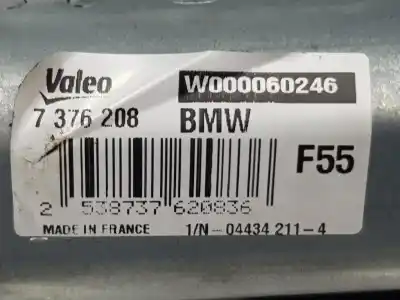 Valeo W000060246
7 376 208 BMW
F55
2 538737 620836
MADE IN FRANCE 1/N-04434 211-4